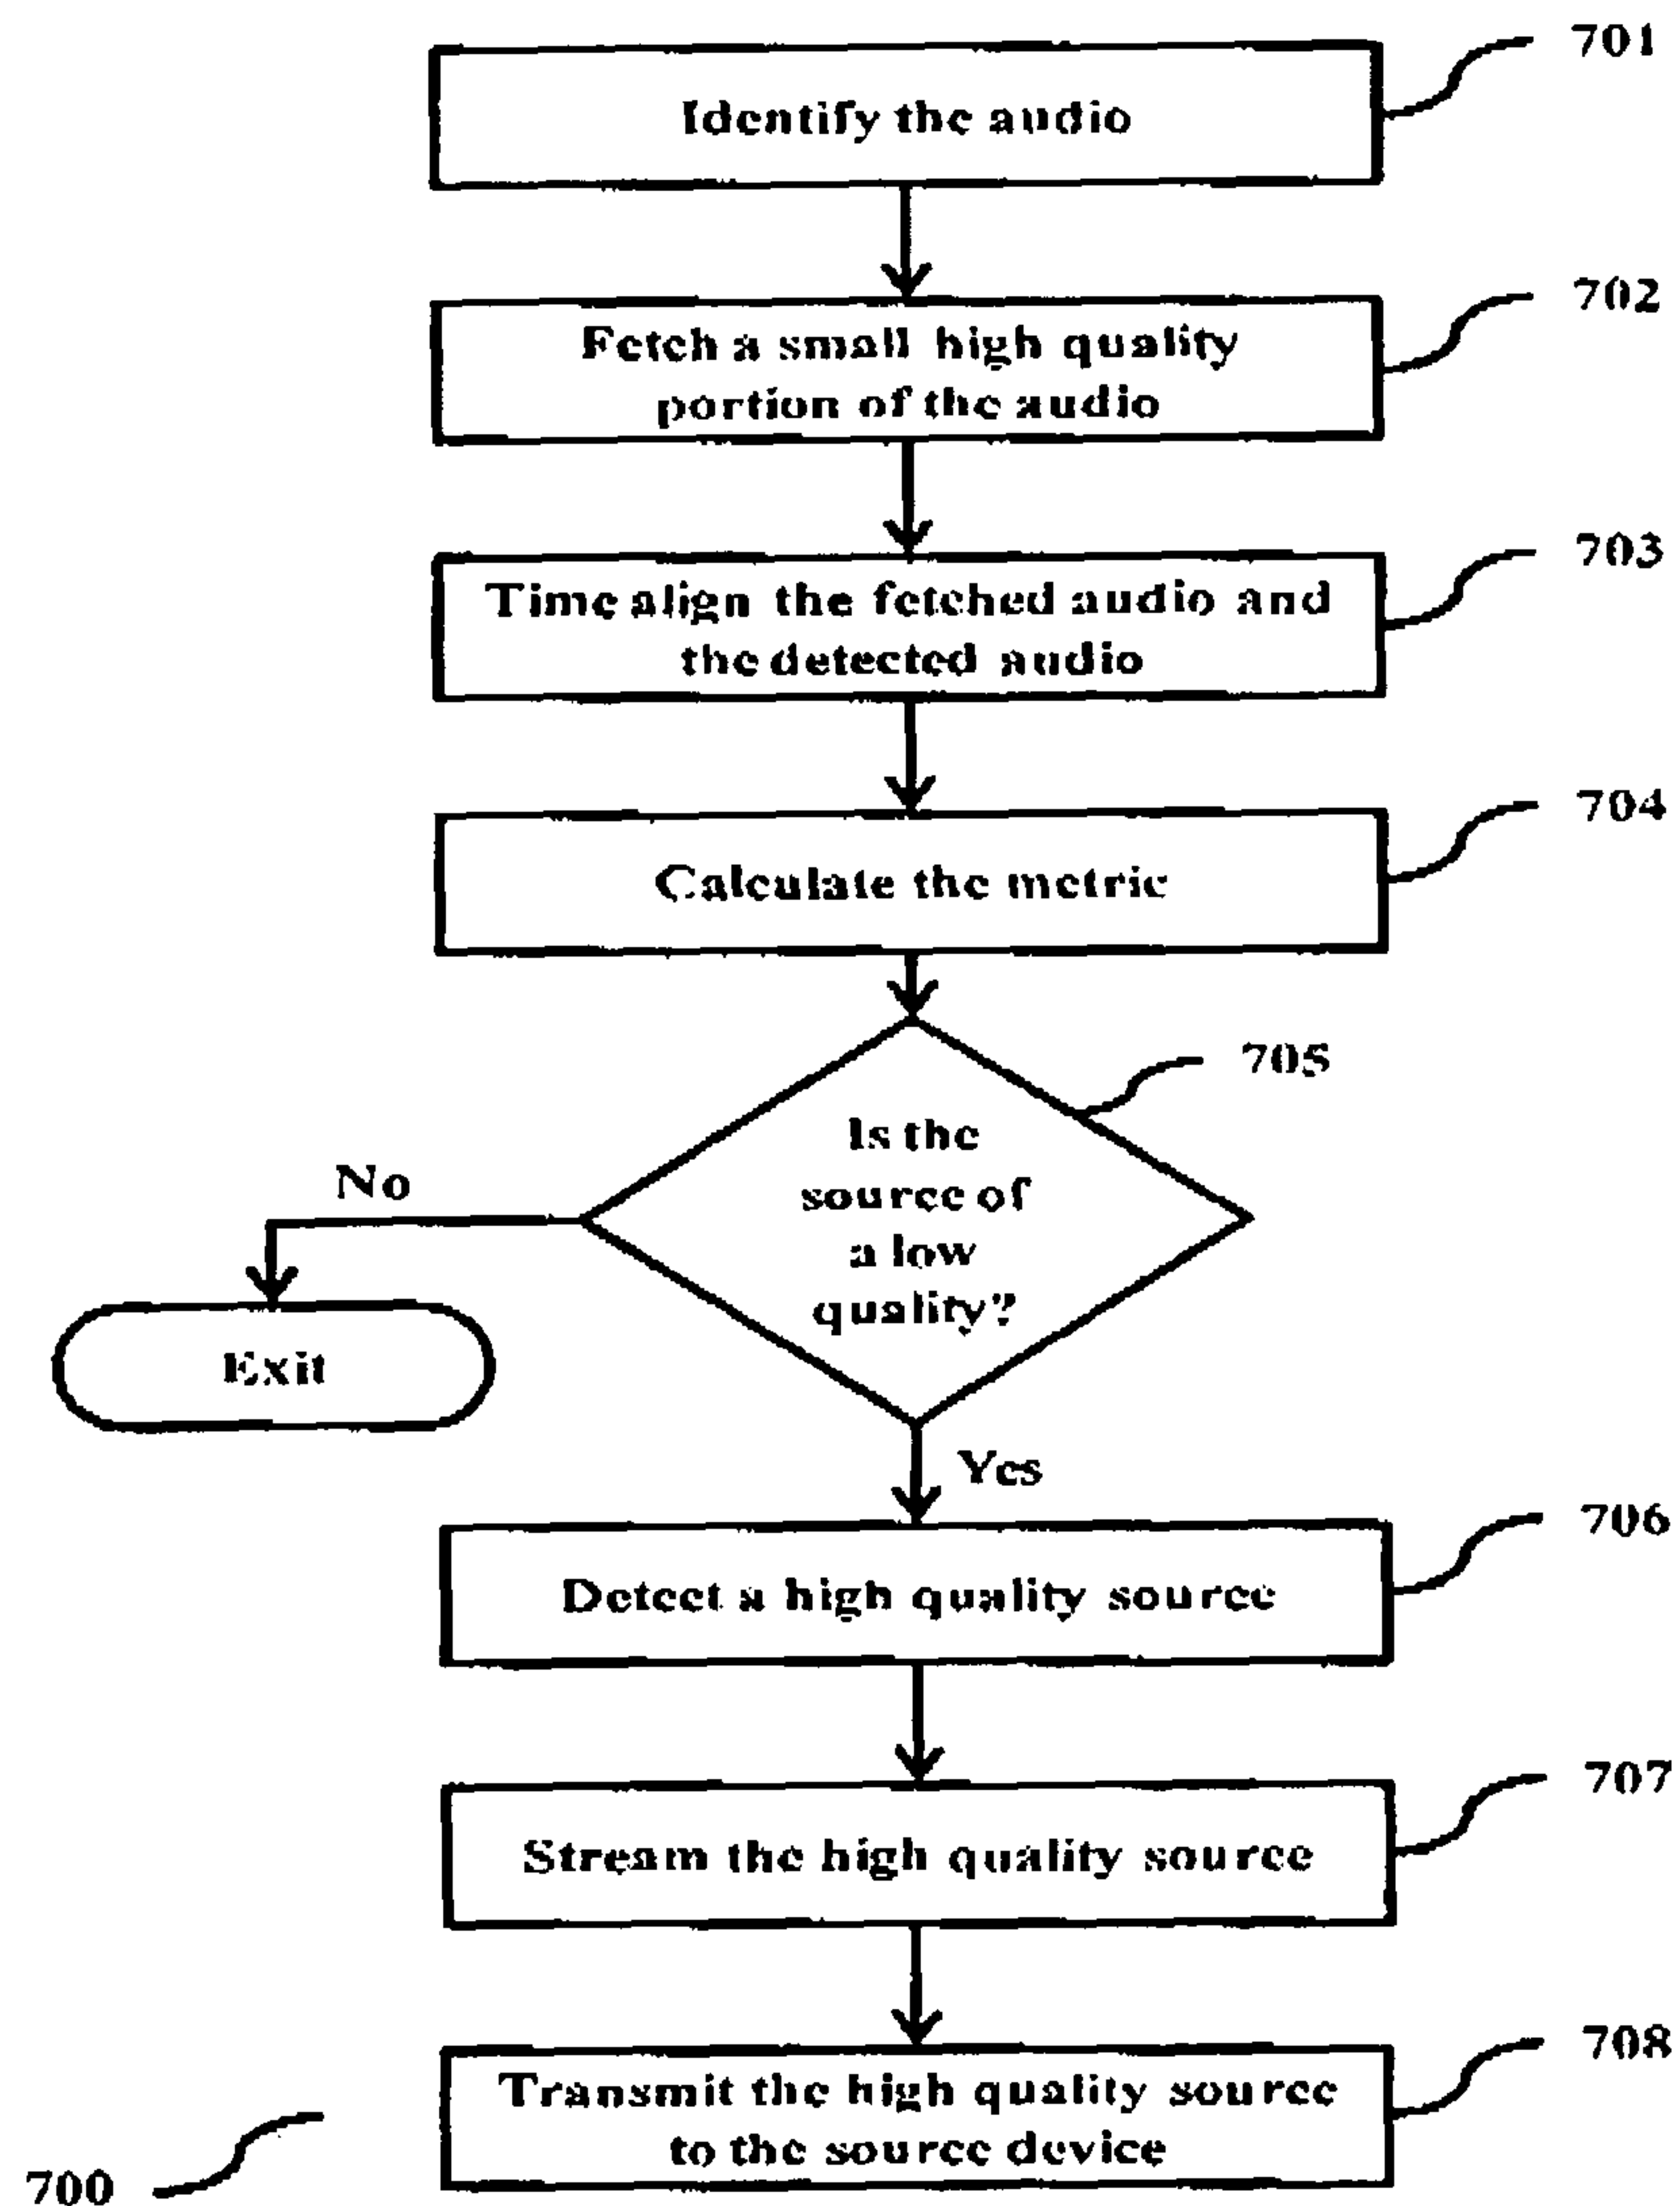 701
Identify the audio
702
Fetch a small high quality
portion of the audio
703
Time align the fetched audio and
the detected audio
704
Calculate the metric
705
Is the
source of
a low
quality?
No
Exit
Yes
706
Detect a high quality source
707
Stream the high quality source
708
Transmit the high quality source
to the source device
700